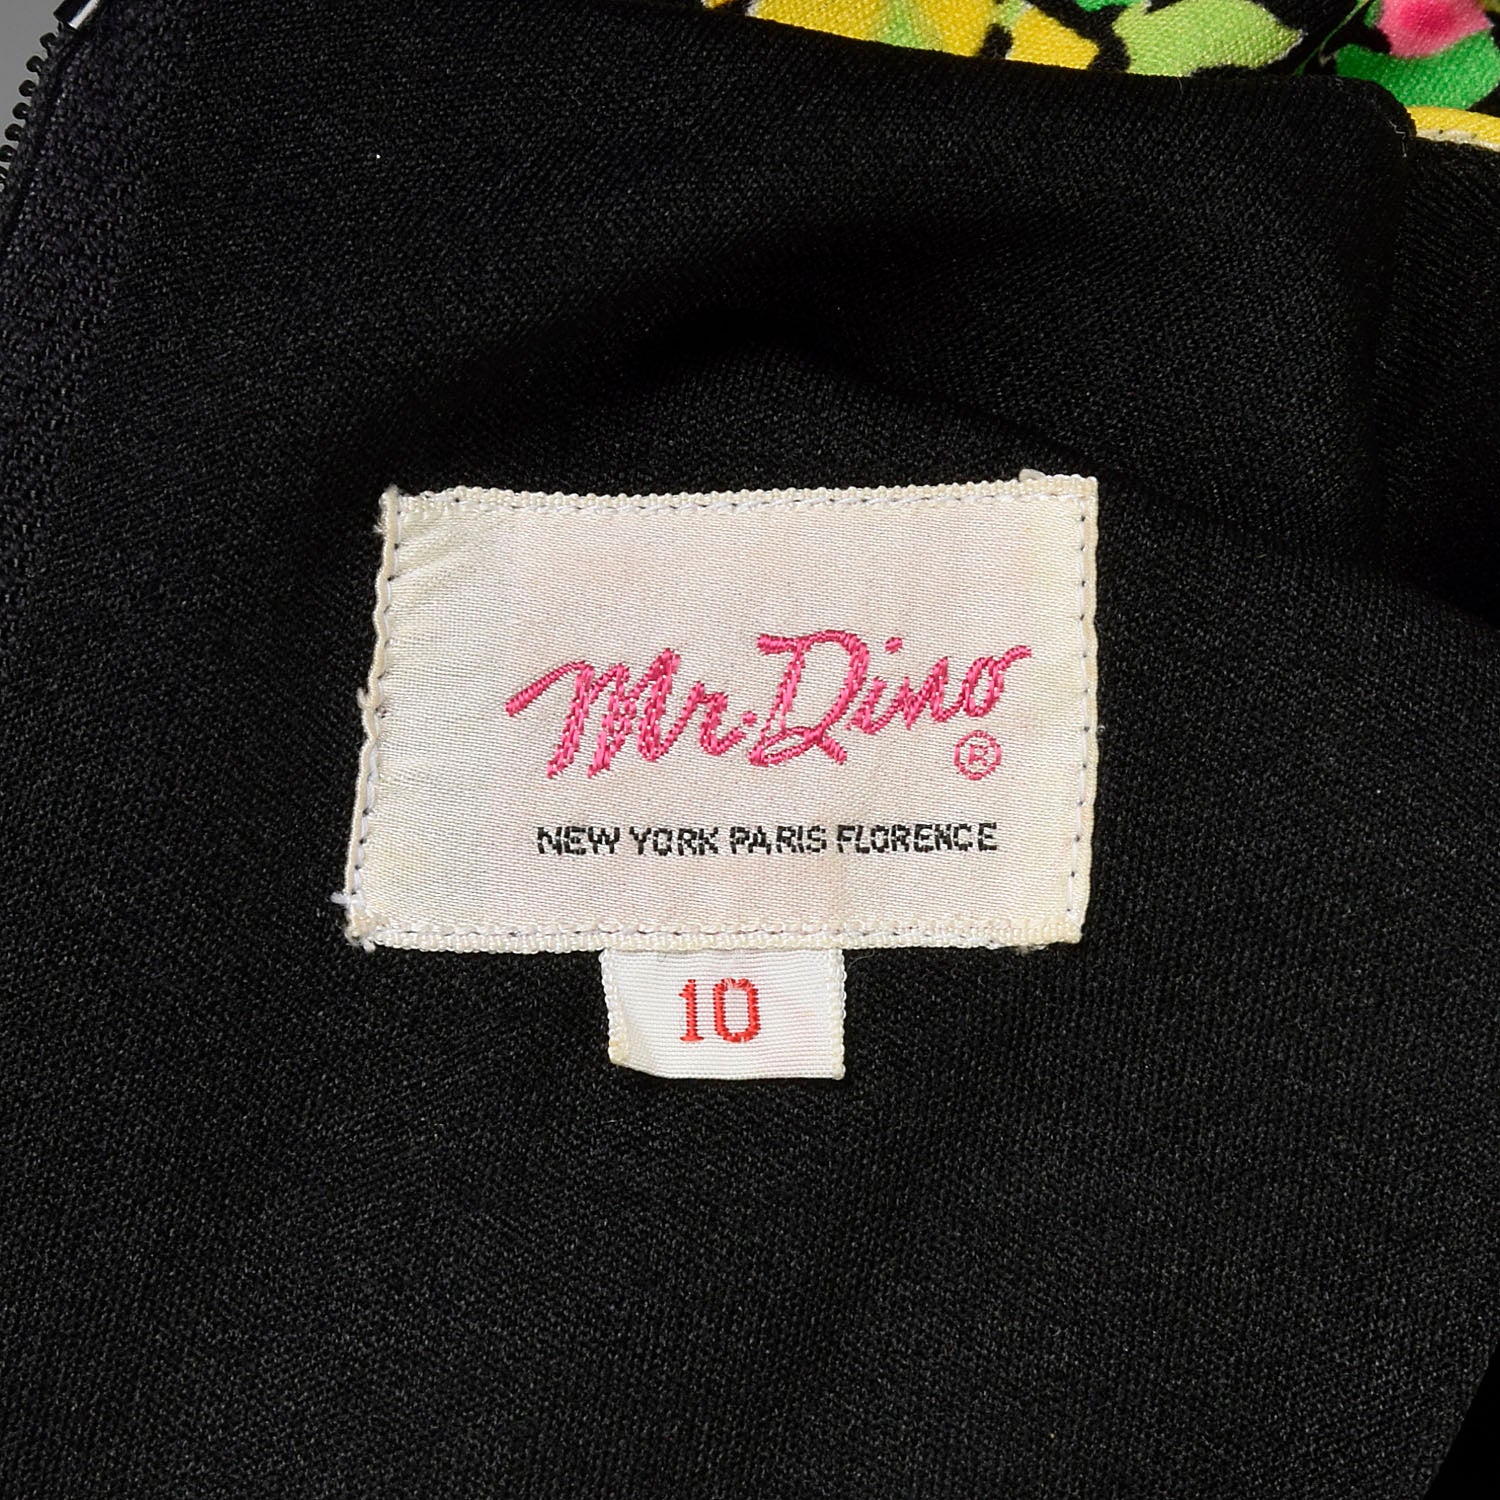 Mr. Dino ®
NEW YORK PARIS FLORENCE
10